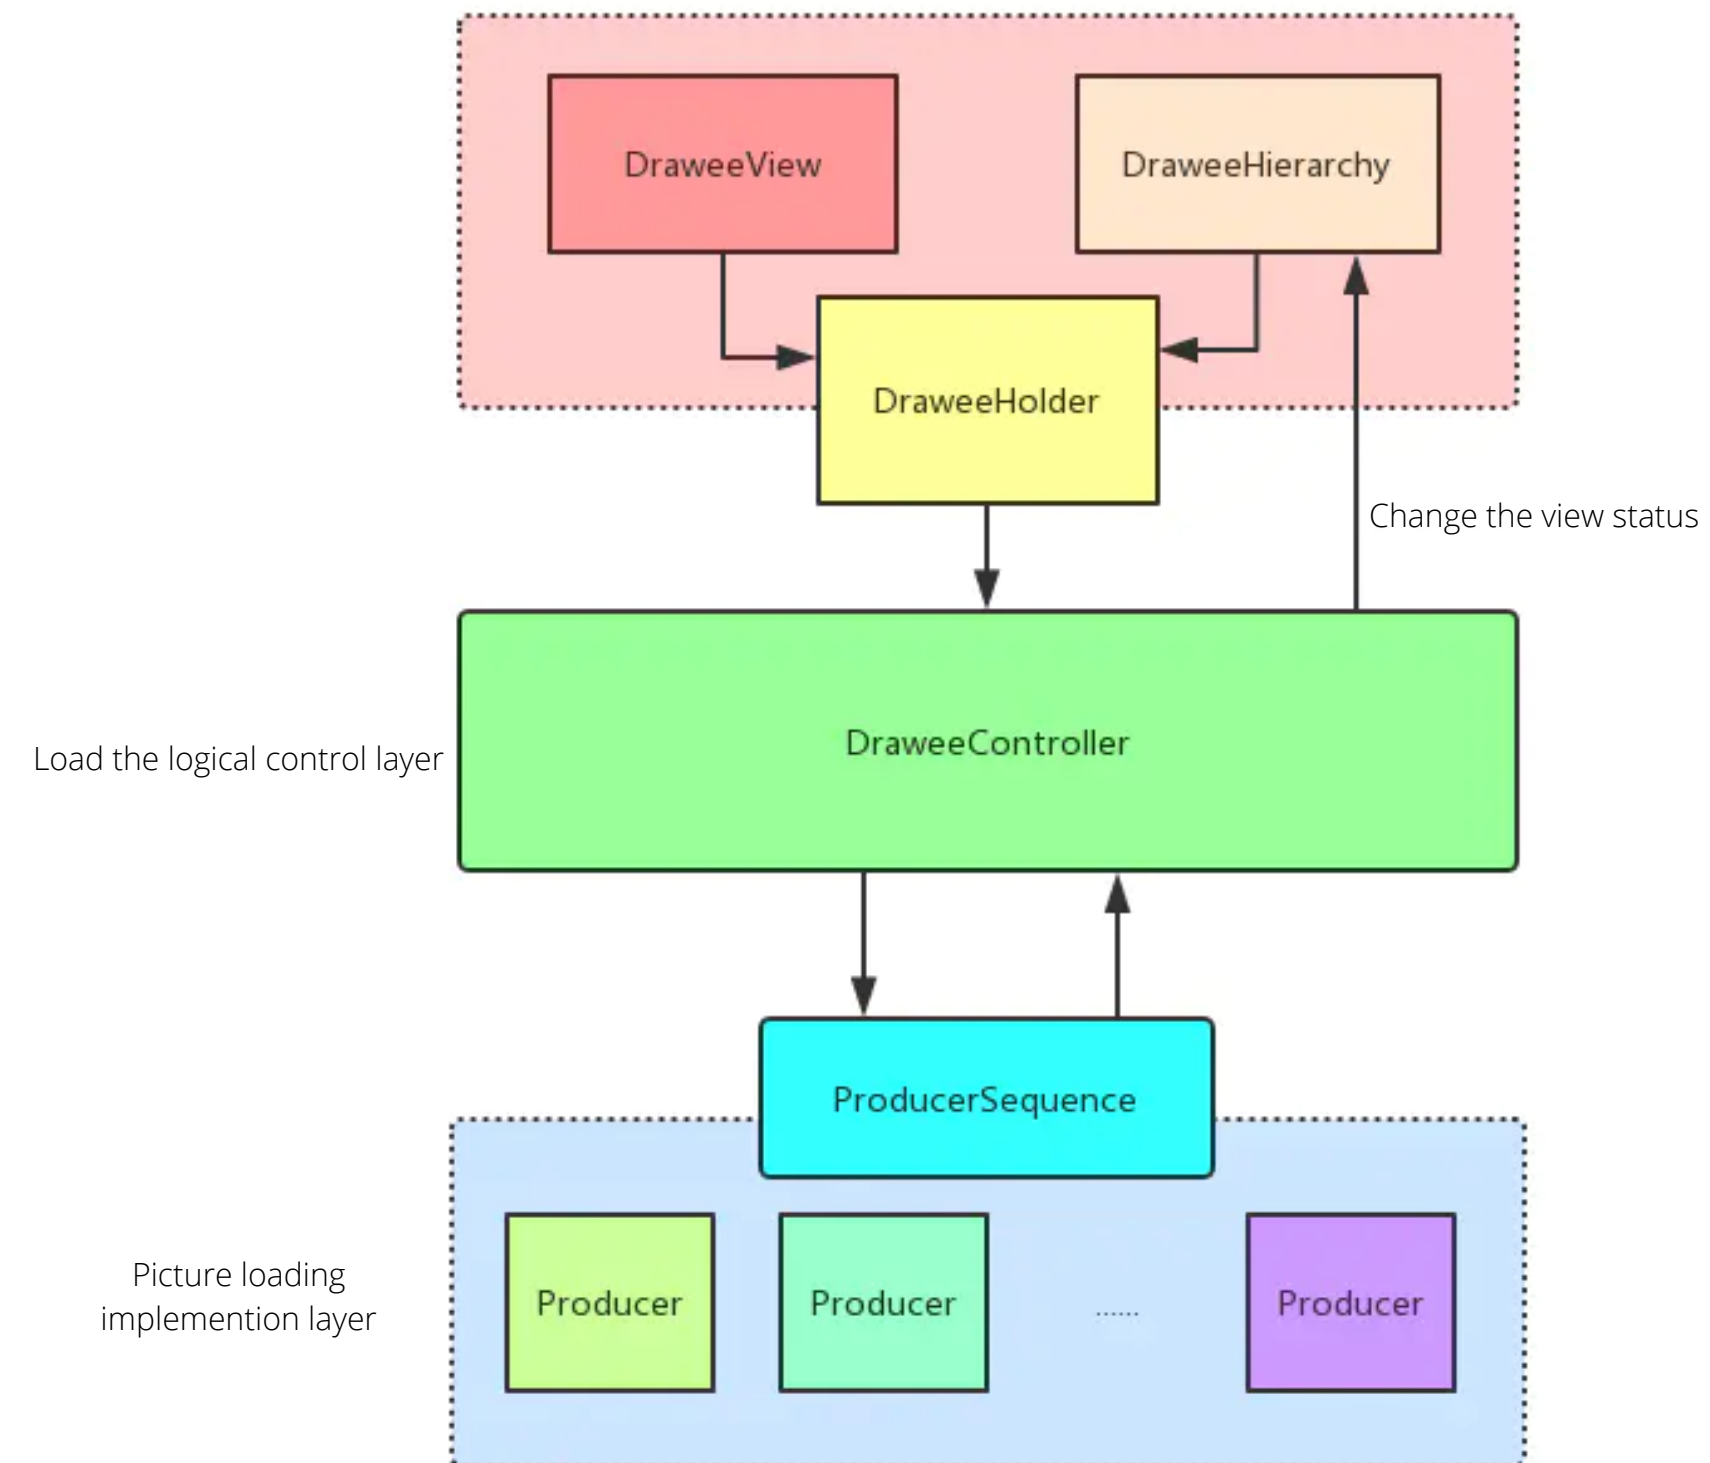 DraweeView
DraweeHierarchy
DraweeHolder
Change the view status
DraweeController
Load the logical control layer
ProducerSequence
Picture loading
implemention layer
Producer
Producer
......
Producer